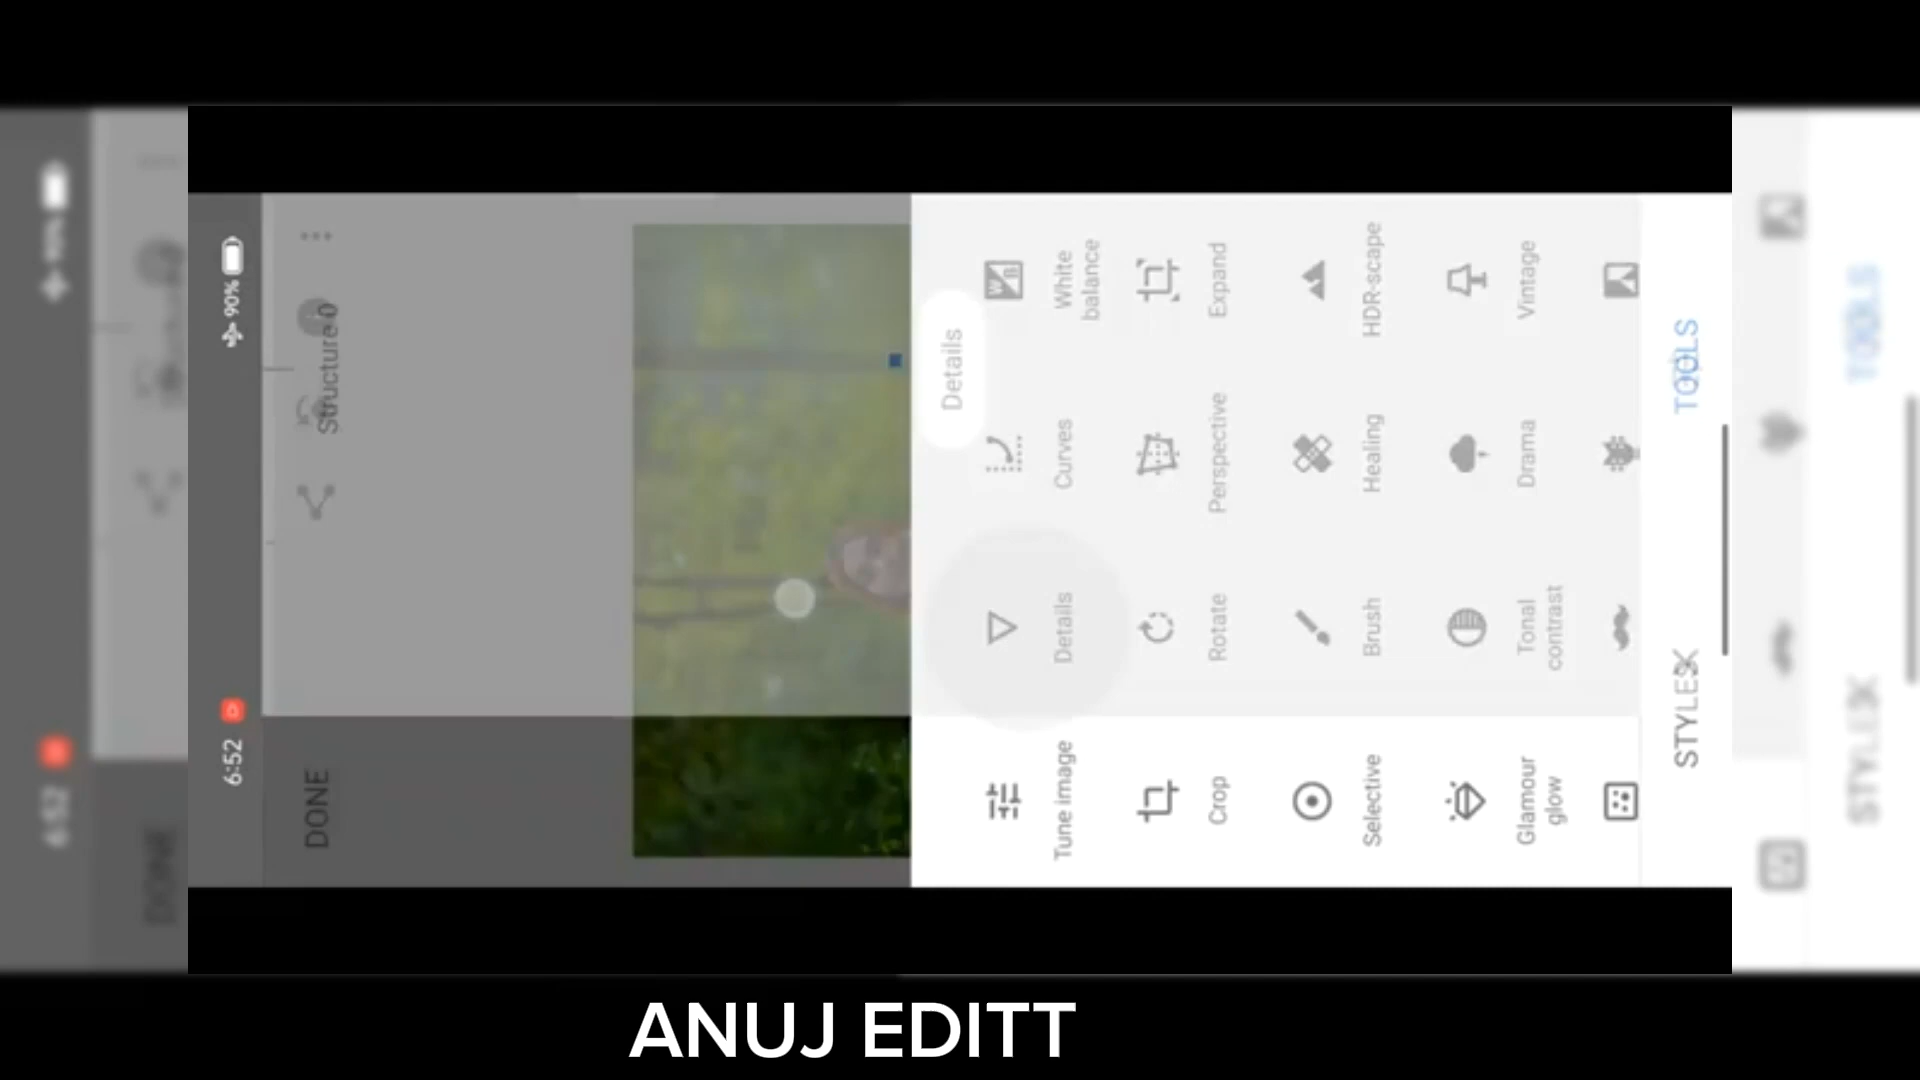 6:52
90%
DONE
Structure 0
Details
Tune image
Details
Curves
White
balance
Crop
Rotate
Perspective
Expand
Selective
Brush
Healing
HDR-scape
Glamour
glow
Tonal
contrast
Drama
Vintage
STYLES
TOOLS
ANUJ EDITT